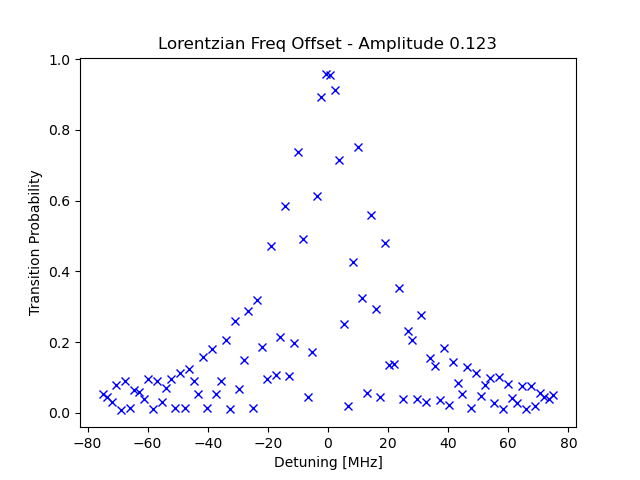 Lorentzian Freq Offset - Amplitude 0.123
1.0
0.8
0.6
0.4
0.2
0.0
Transition Probability
−80 −60 −40 −20 0 20 40 60 80
Detuning [MHz]